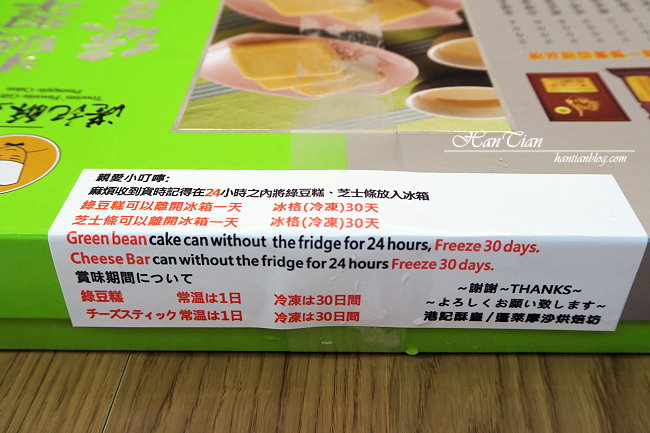 港記酥皇
HanTian
hantianblog.com
親愛小叮嚀:
麻煩收到貨時記得在24小時之內將綠豆糕、芝士條放入冰箱
綠豆糕可以離開冰箱一天 冰格(冷凍)30天
芝士條可以離開冰箱一天 冰格(冷凍)30天
Green bean cake can without the fridge for 24 hours, Freeze 30 days.
Cheese Bar can without the fridge for 24 hours Freeze 30 days.
賞味期間について
綠豆糕 常温は1日 冷凍は30日間
チーズスティック 常温は1日 冷凍は30日間
~謝謝~THANKS~
~よろしくお願い致します~
港記酥皇/蓬萊摩沙烘焙坊